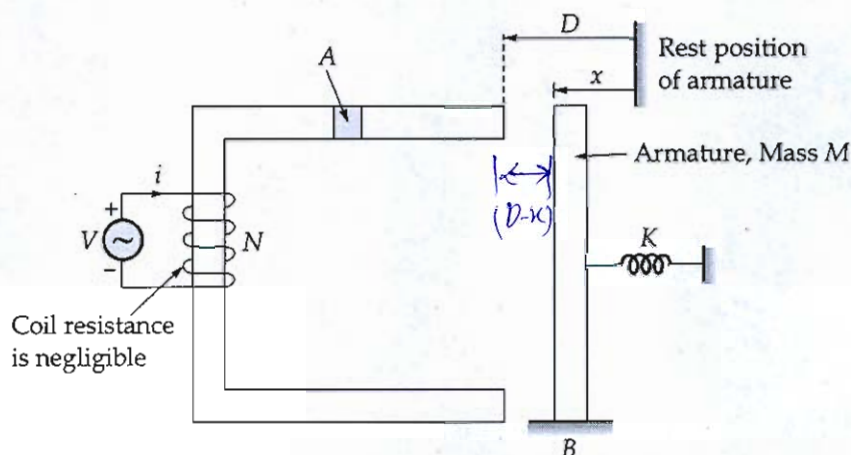 D
A
Rest position
of armature
x
Armature, Mass M
i
(D-x)
+
V
~
N
K
–
Coil resistance
is negligible
B